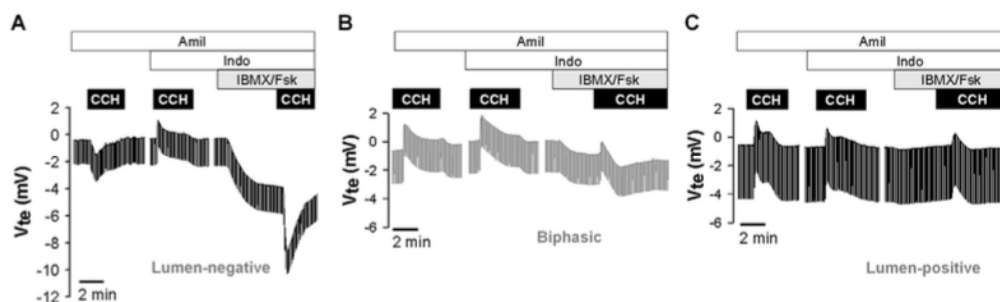 A
Amil
Indo
IBMX/Fsk
CCH
CCH
CCH
Vte (mV)
2
0
-2
-4
-6
-8
-10
-12
2 min
Lumen-negative
B
Amil
Indo
IBMX/Fsk
CCH
CCH
CCH
Vte (mV)
2
0
-2
-4
-6
2 min
Biphasic
C
Amil
Indo
IBMX/Fsk
CCH
CCH
CCH
Vte (mV)
2
0
-2
-4
-6
2 min
Lumen-positive